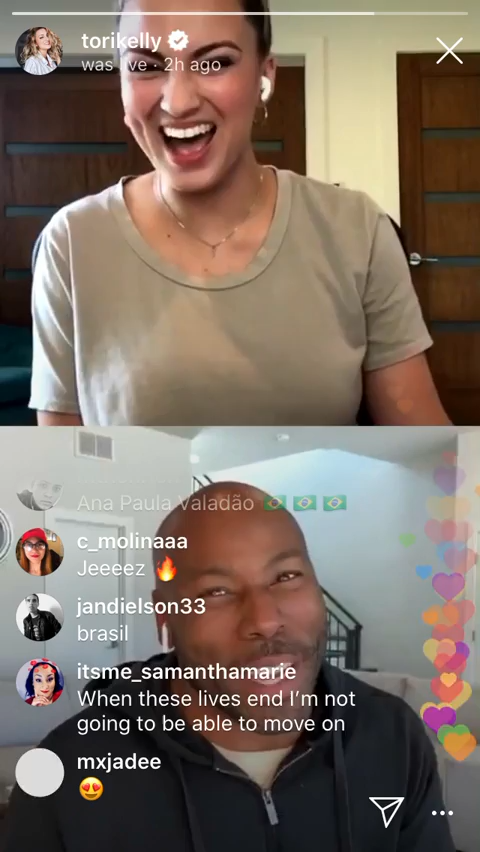 torikelly
was live · 2h ago
Ana Paula Valadão 🇧🇷 🇧🇷 🇧🇷
c_molinaaa
Jeeeez 🔥
jandielson33
brasil
itsme_samanthamarie
When these lives end I’m not
going to be able to move on
mxjadee
😍